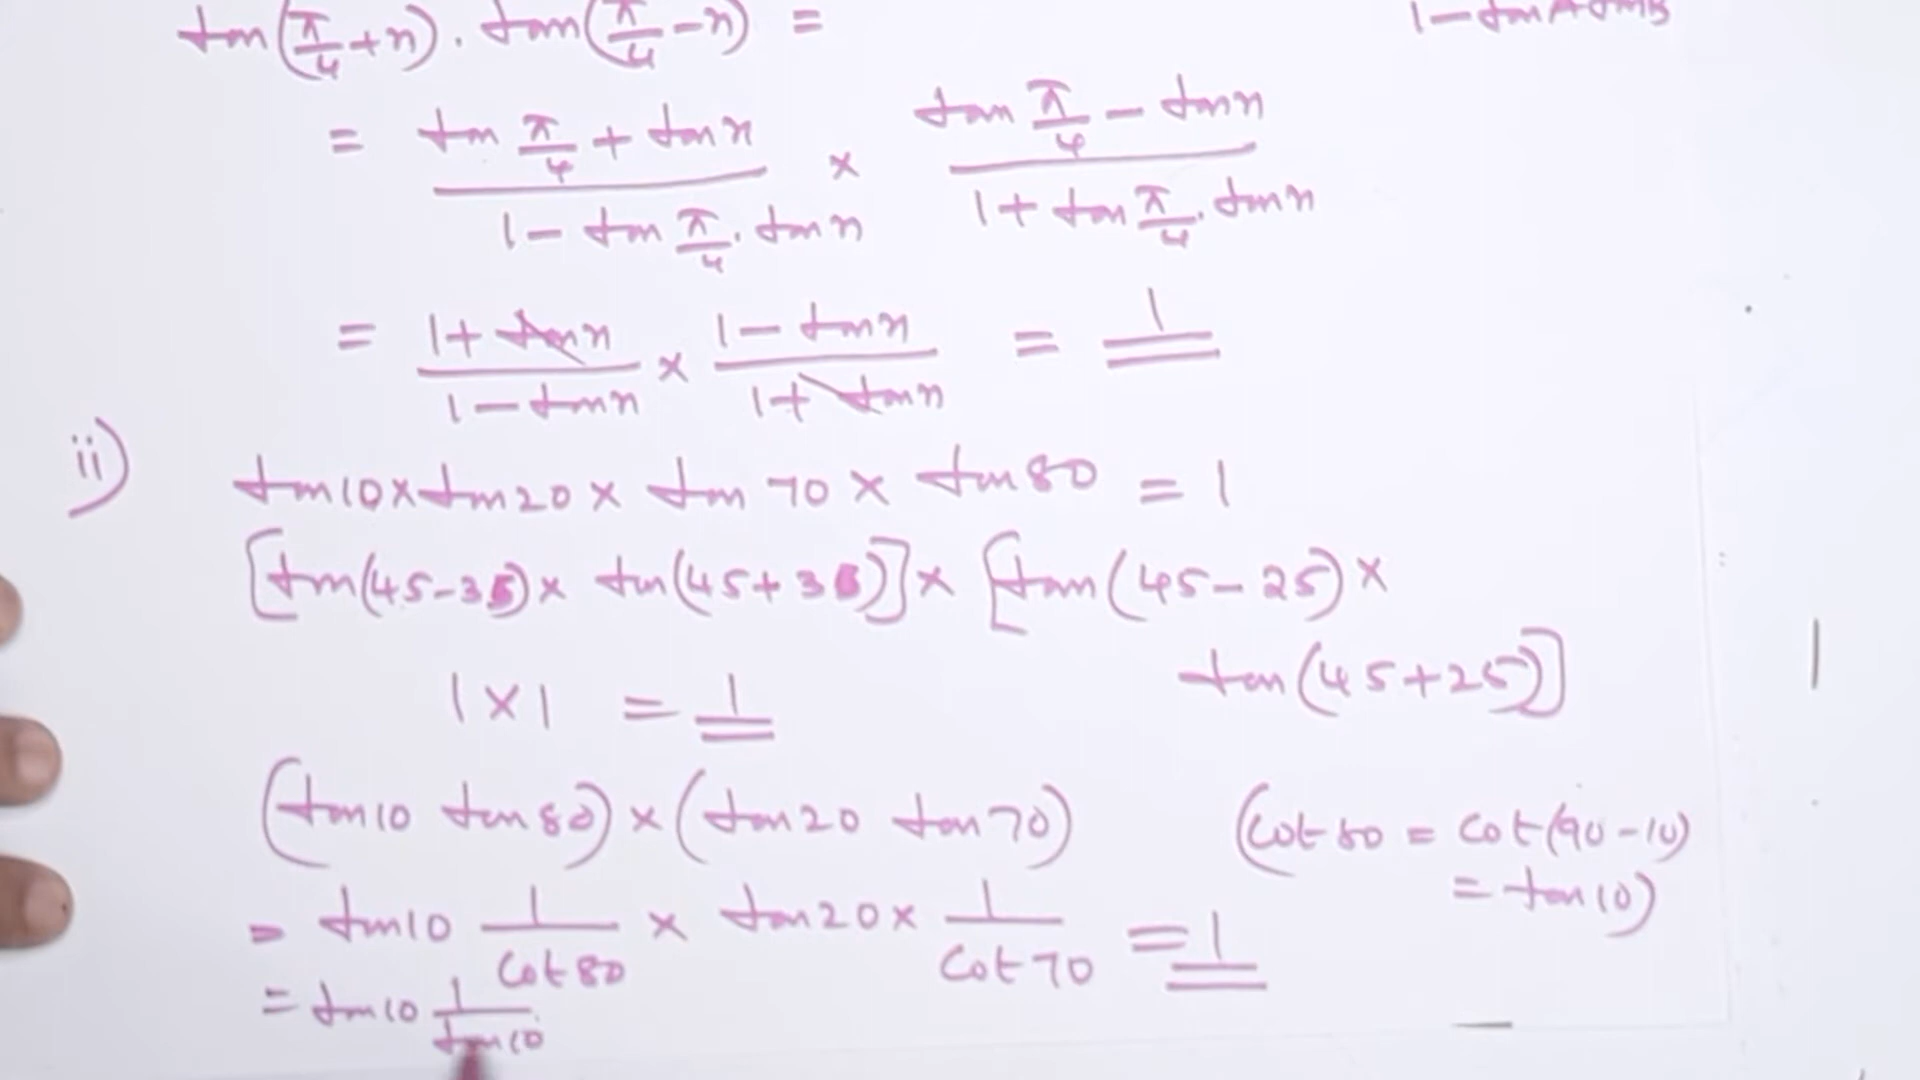 tan(π/4+x) . tan(π/4-x) =
1-tanAtanB
= (tan π/4 + tan x)/(1 - tan π/4 . tan x) × (tan π/4 - tan x)/(1 + tan π/4 . tan x)
= (1 + tan x)/(1 - tan x) × (1 - tan x)/(1 + tan x) = 1
ii) tan10×tan20× tan 70× tan80 = 1
[tan(45-35)× tan(45+35)]× [tan(45-25)×
tan(45+25)]
1×1 = 1
(tan10 tan80)×(tan20 tan70)
(cot80 = cot(90-10)
= tan10)
= tan10 1/cot80 × tan20× 1/cot70 = 1
= tan10 1/tan10